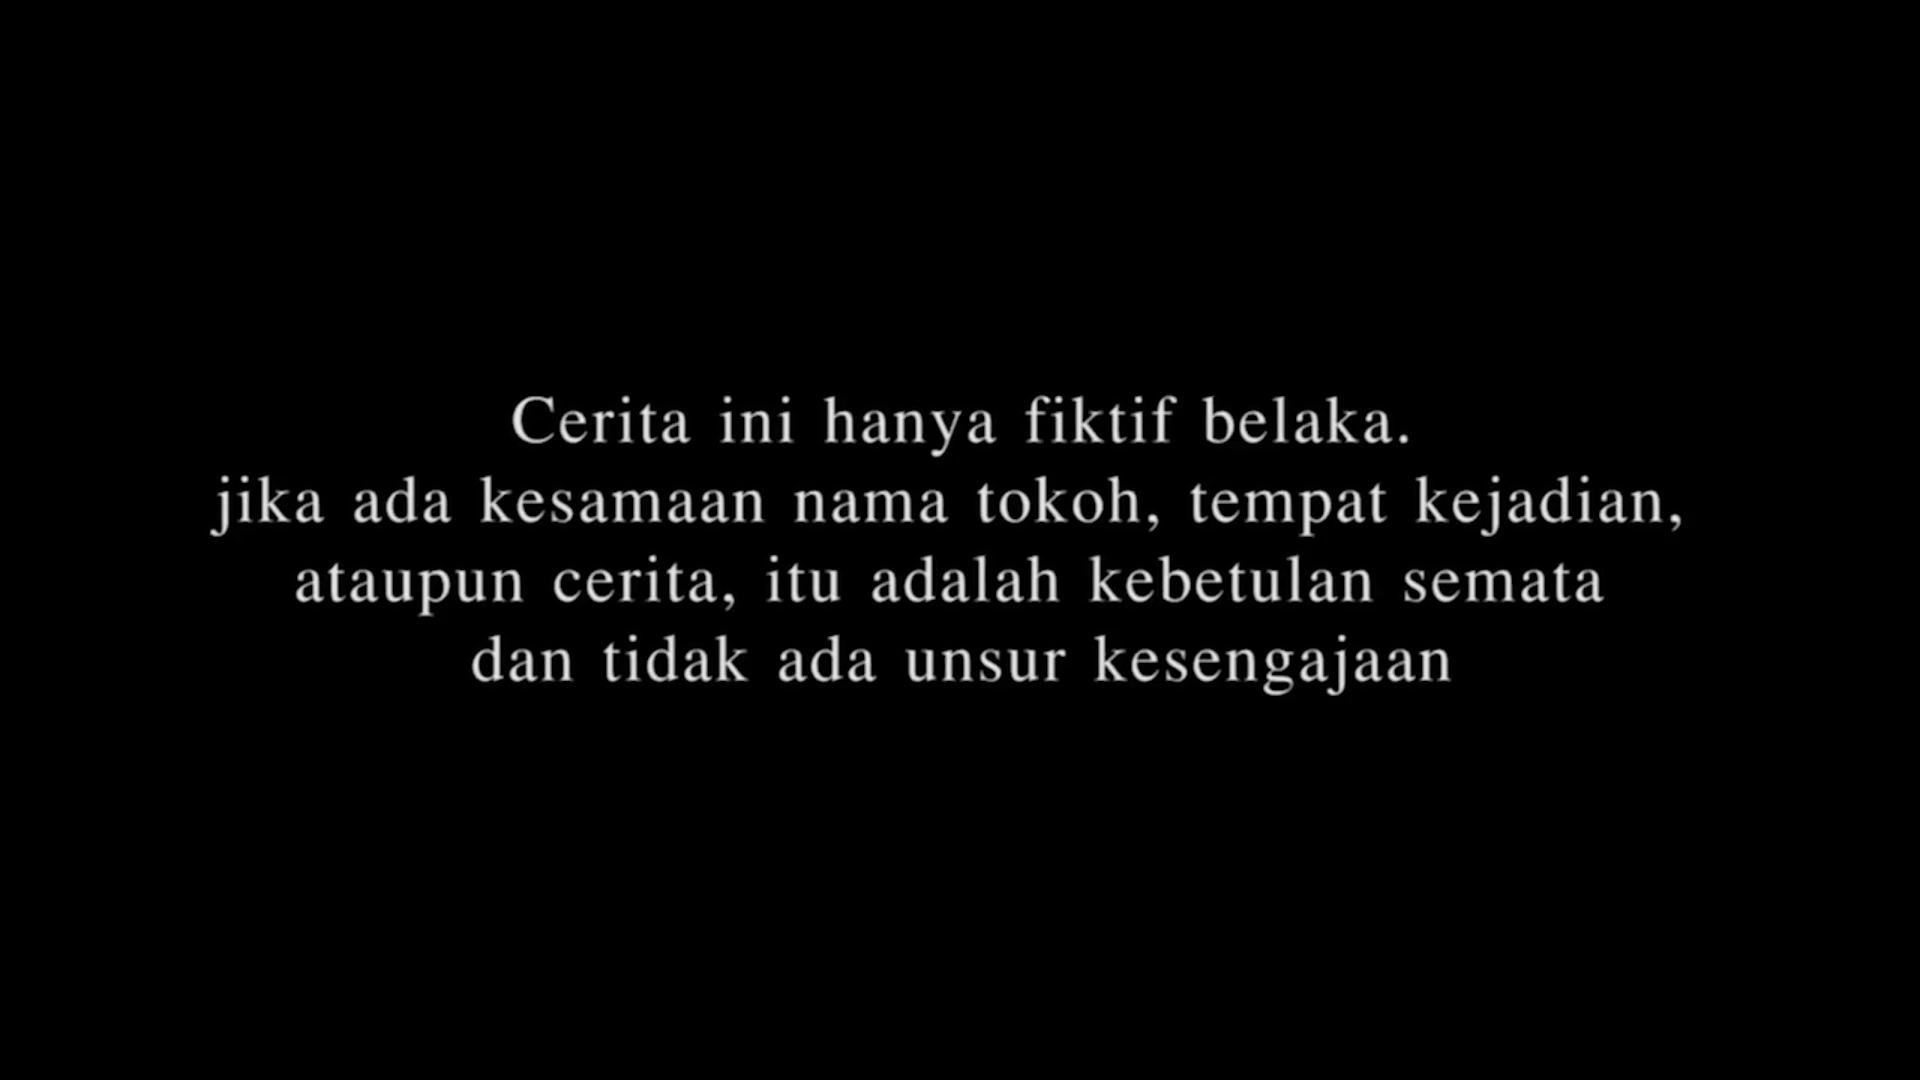 Cerita ini hanya fiktif belaka.
jika ada kesamaan nama tokoh, tempat kejadian,
ataupun cerita, itu adalah kebetulan semata
dan tidak ada unsur kesengajaan